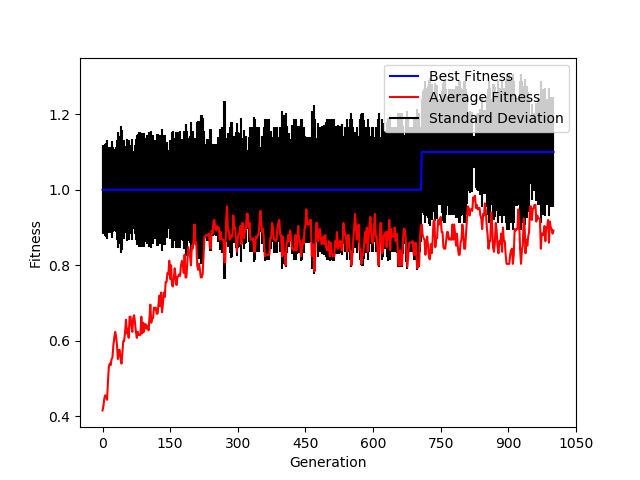 Best Fitness
Average Fitness
Standard Deviation
1.2
1.0
0.8
0.6
0.4
Fitness
0 150 300 450 600 750 900 1050
Generation